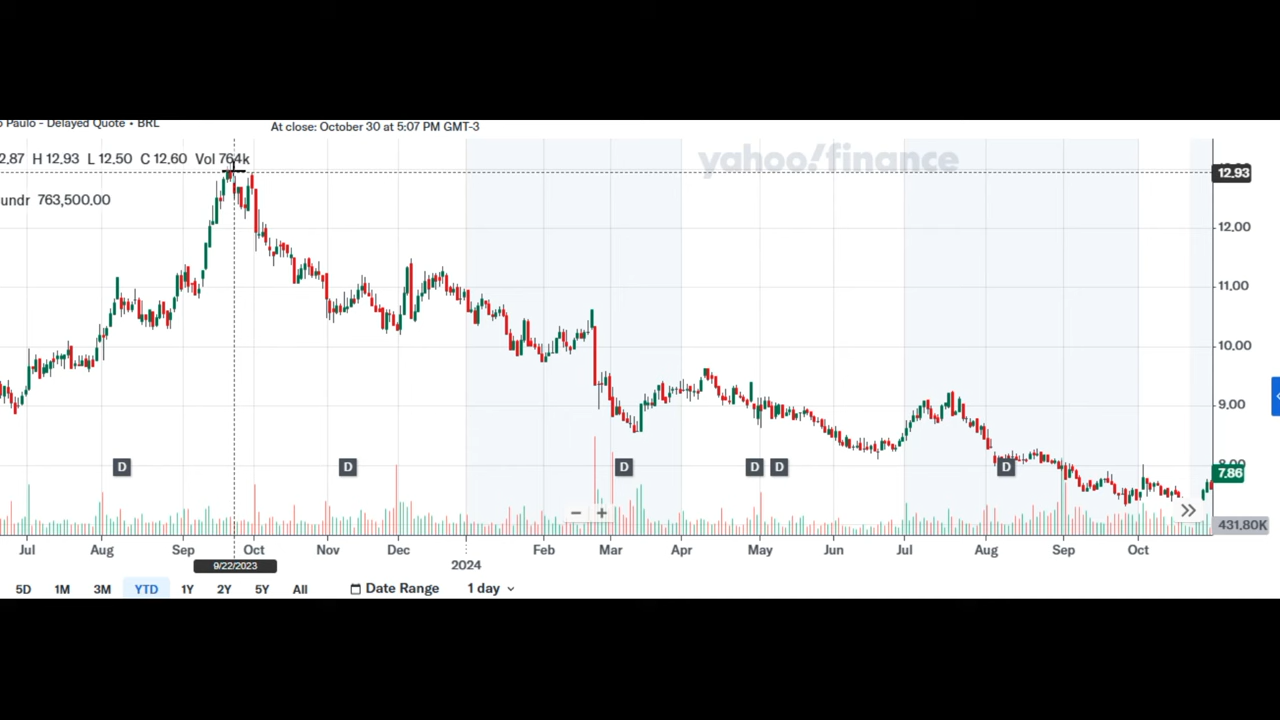 o Paulo - Delayed Quote • BRL
At close: October 30 at 5:07 PM GMT-3
2,87 H 12,93 L 12,50 C 12,60 Vol 764k
yahoo!finance
12.93
undr 763,500.00
12.00
11.00
10.00
9.00
D D D D D D
7.86
431.80K
Jul Aug Sep Oct Nov Dec Feb Mar Apr May Jun Jul Aug Sep Oct
9/22/2023
2024
5D 1M 3M YTD 1Y 2Y 5Y All Date Range 1 day